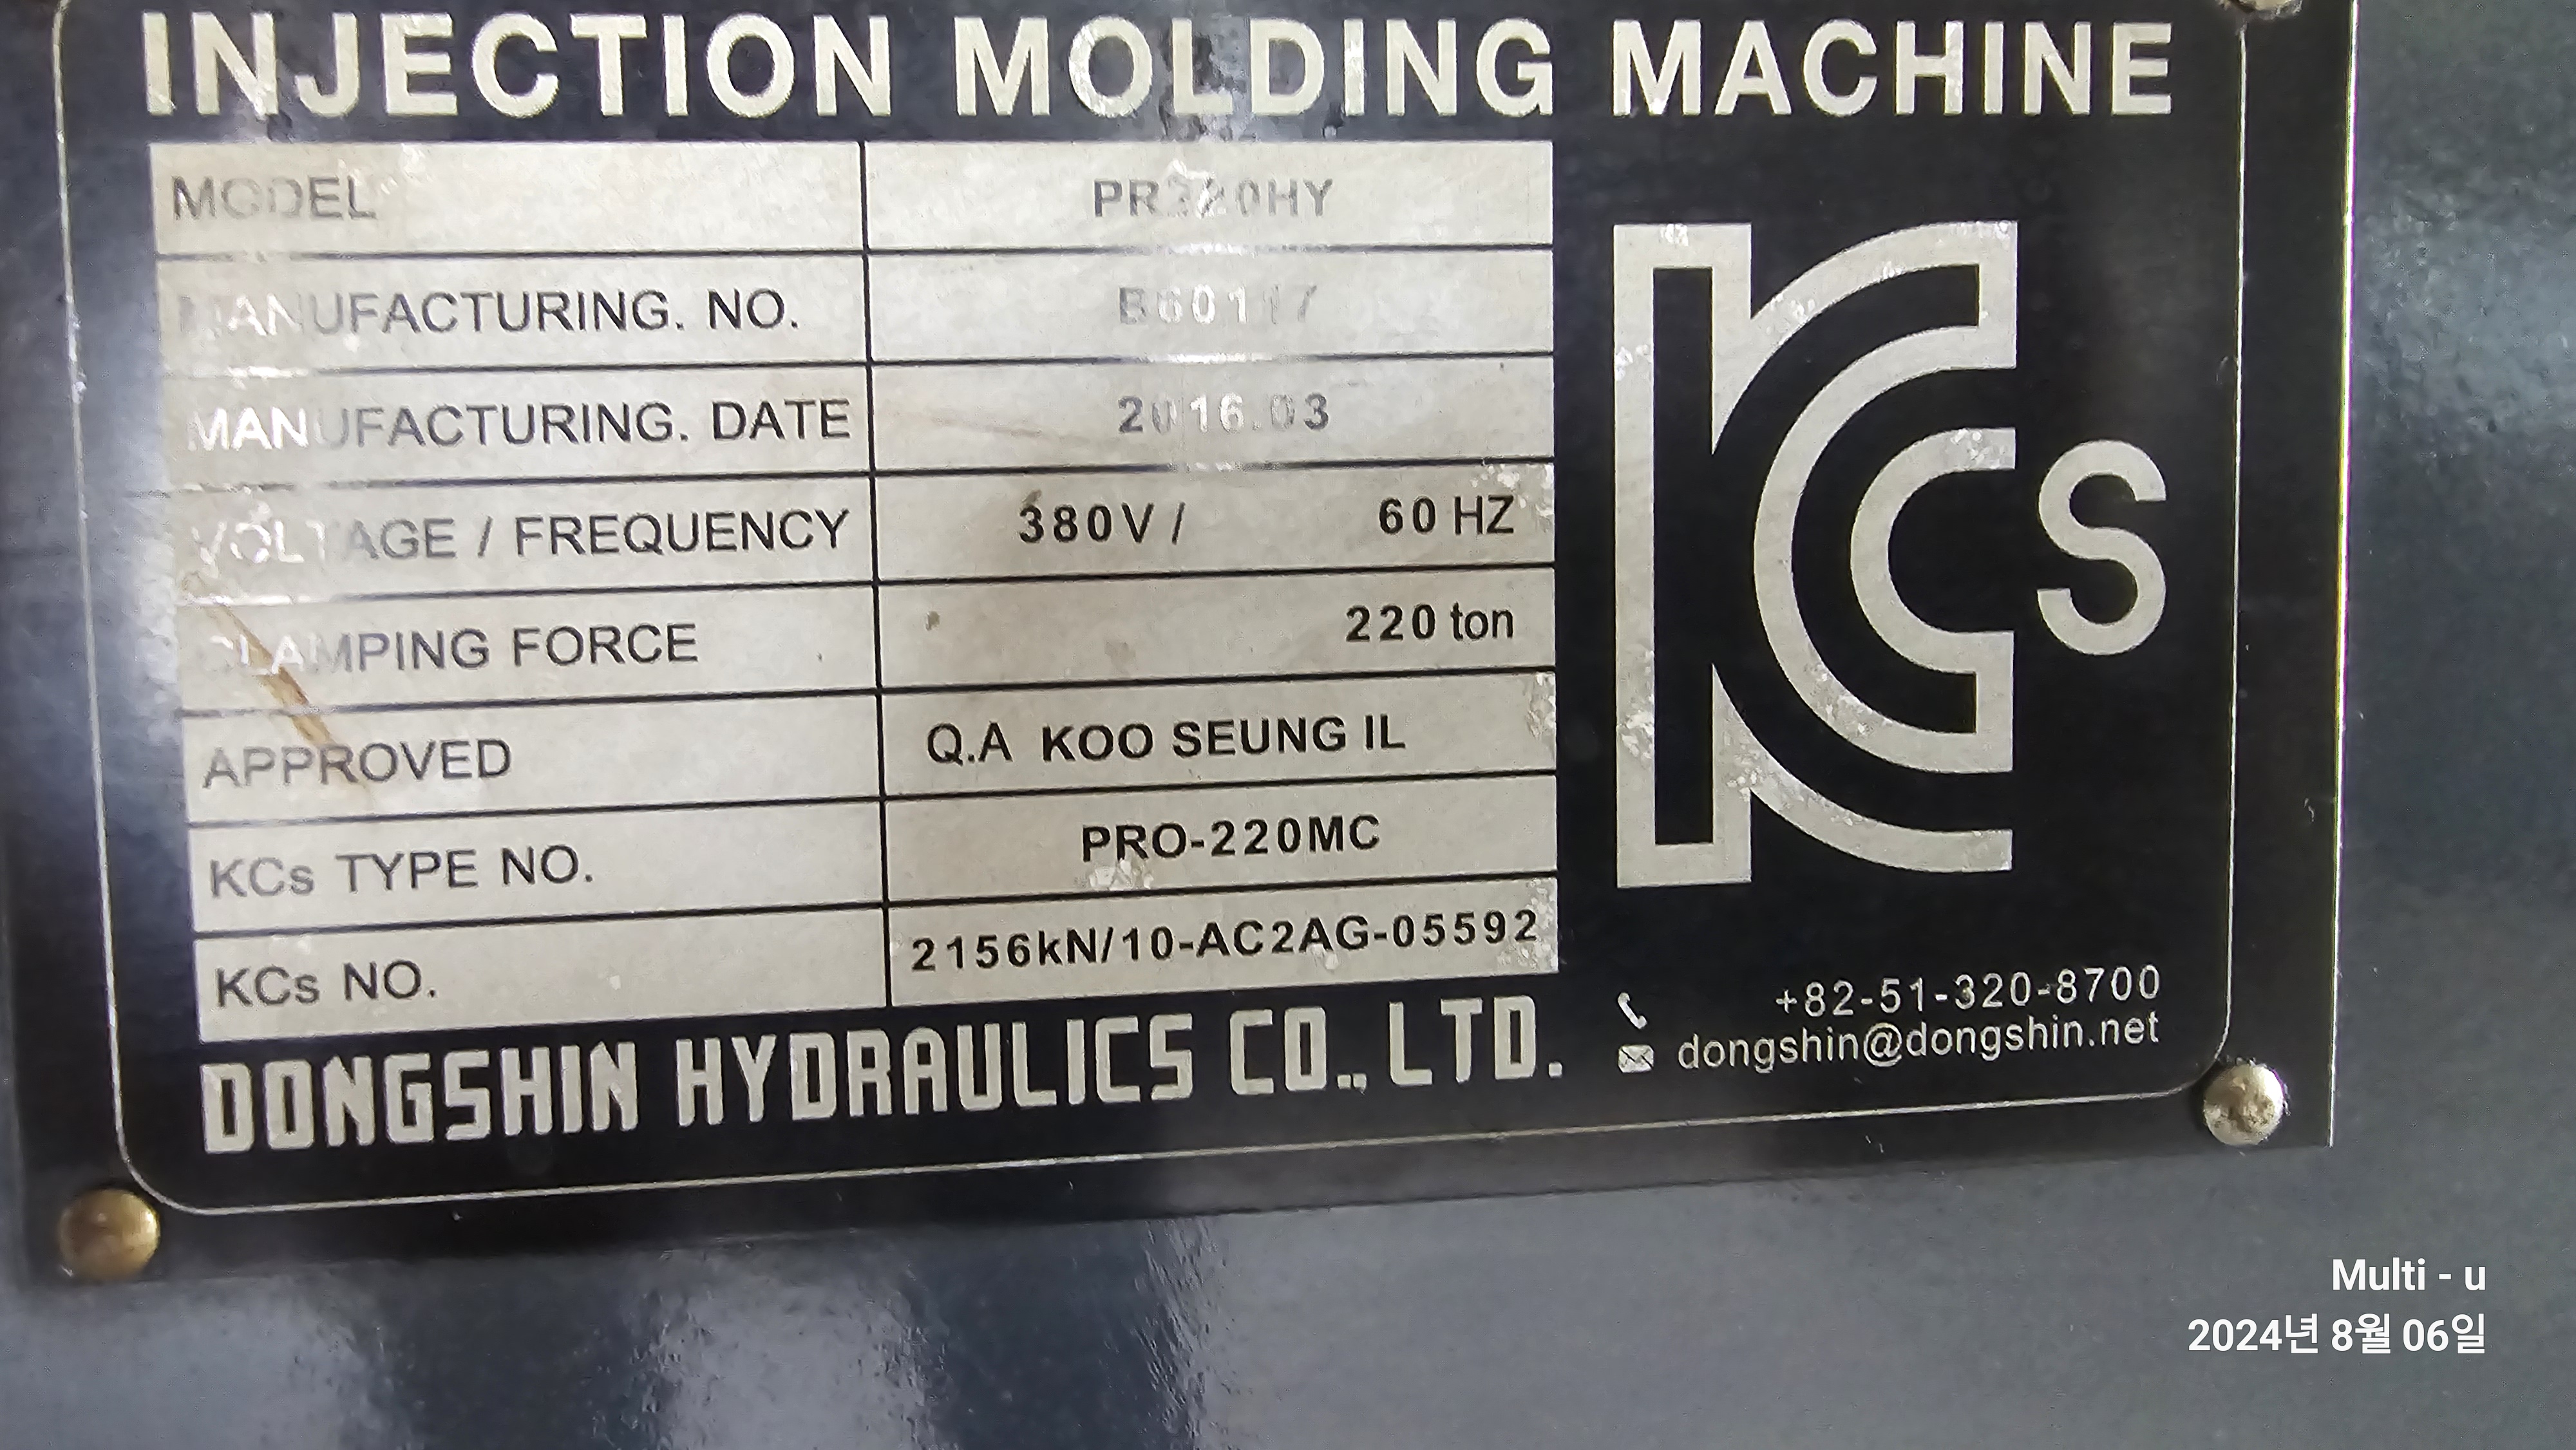 INJECTION MOLDING MACHINE
MODEL
MANUFACTURING. NO.
MANUFACTURING. DATE 2016.03
VOLTAGE / FREQUENCY 380V / 60 HZ
CLAMPING FORCE 220 ton
APPROVED Q.A KOO SEUNG IL
KCs TYPE NO. PRO-220MC
KCs NO. 2156kN/10-AC2AG-05592
KCs
DONGSHIN HYDRAULICS CO., LTD.
+82-51-320-8700
dongshin@dongshin.net
Multi - u
2024년 8월 06일